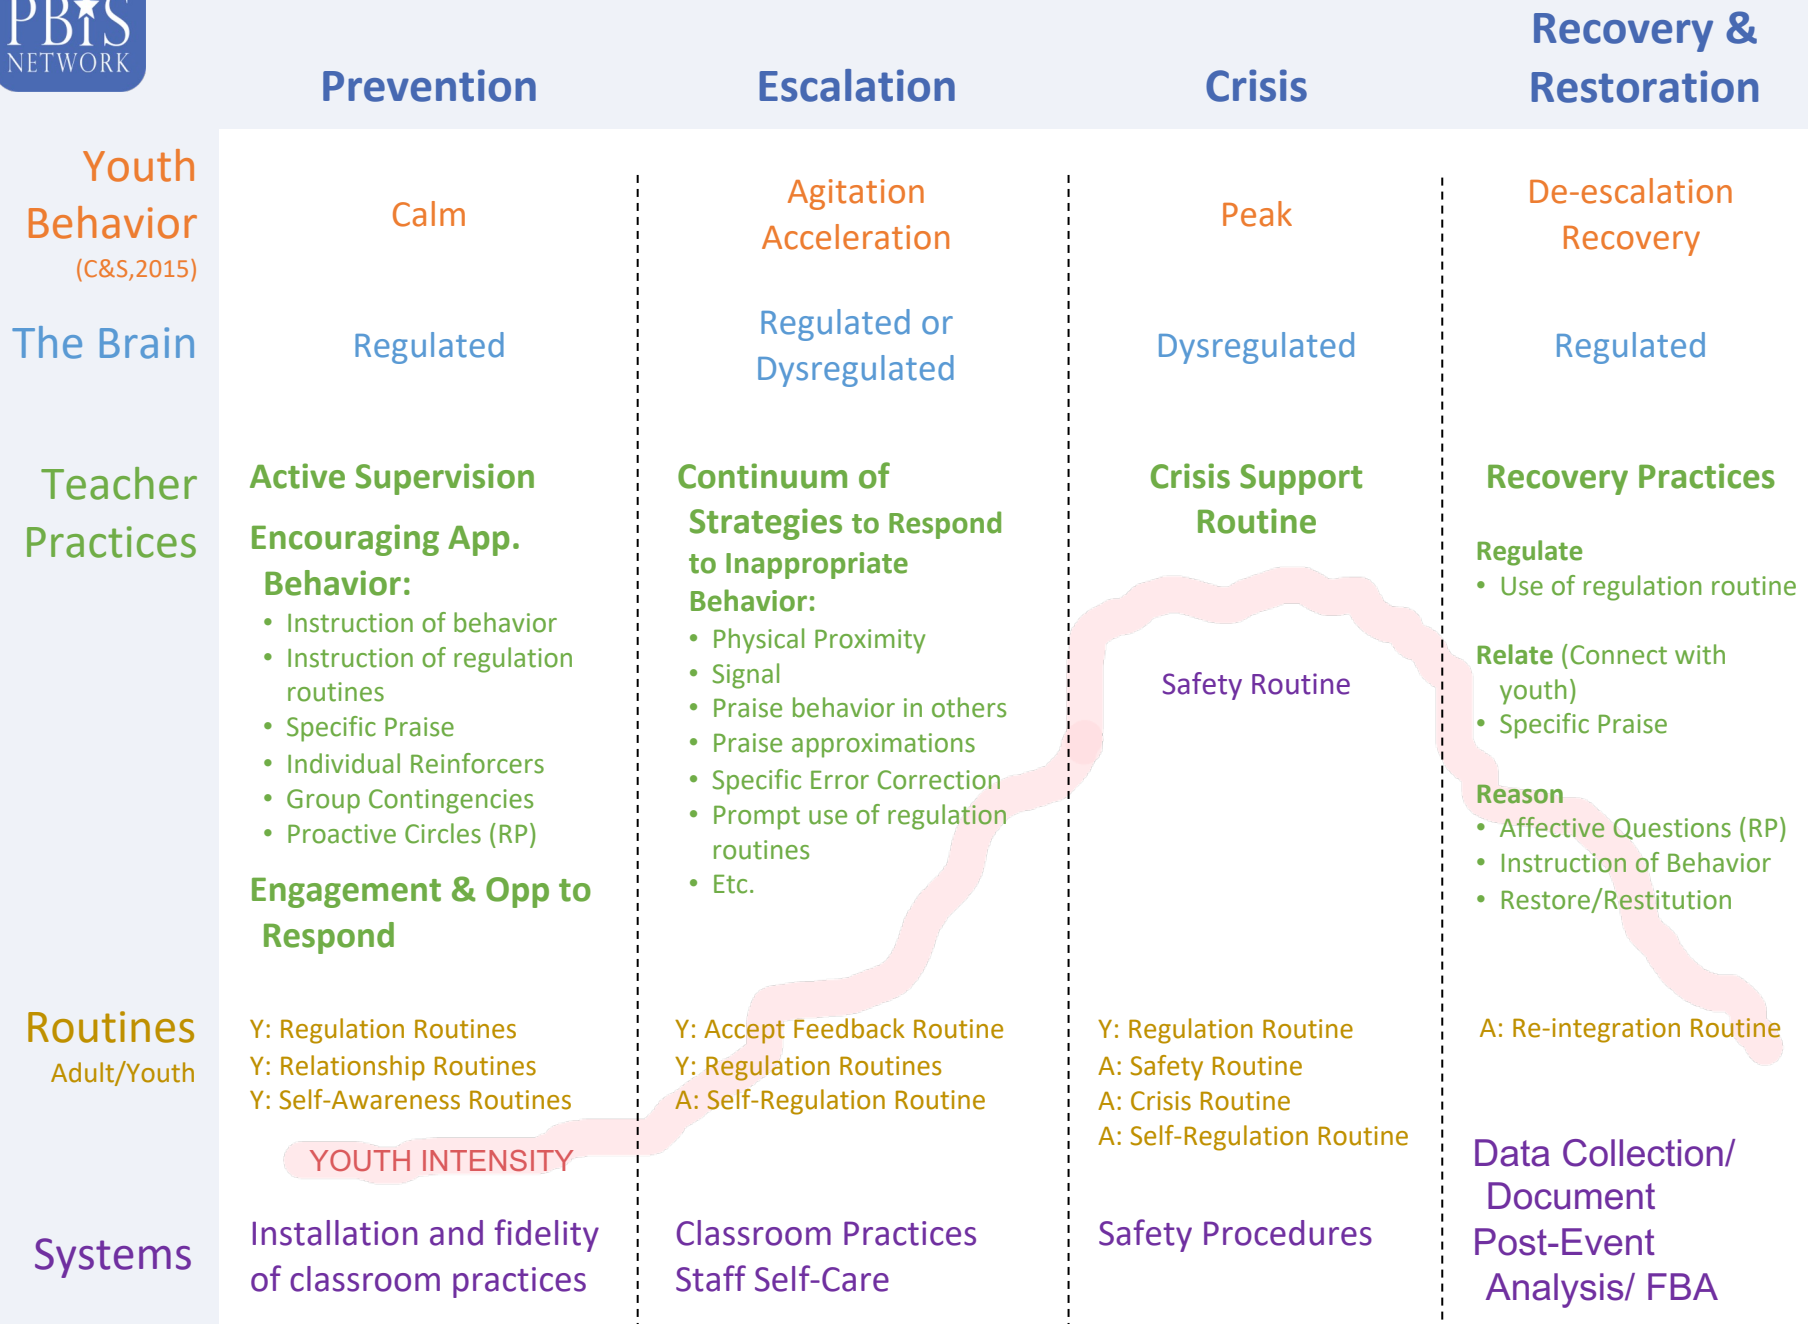 PBIS
NETWORK
Prevention
Escalation
Crisis
Recovery &
Restoration
Youth
Behavior
(C&S,2015)
Calm
Agitation
Acceleration
Peak
De-escalation
Recovery
The Brain
Regulated
Regulated or
Dysregulated
Dysregulated
Regulated
Teacher
Practices
Active Supervision
Encouraging App.
Behavior:
• Instruction of behavior
• Instruction of regulation
routines
• Specific Praise
• Individual Reinforcers
• Group Contingencies
• Proactive Circles (RP)
Engagement & Opp to
Respond
Continuum of
Strategies to Respond
to Inappropriate
Behavior:
• Physical Proximity
• Signal
• Praise behavior in others
• Praise approximations
• Specific Error Correction
• Prompt use of regulation
routines
• Etc.
Crisis Support
Routine
Safety Routine
Recovery Practices
Regulate
• Use of regulation routine
Relate (Connect with
youth)
• Specific Praise
Reason
• Affective Questions (RP)
• Instruction of Behavior
• Restore/Restitution
Routines
Adult/Youth
Y: Regulation Routines
Y: Relationship Routines
Y: Self-Awareness Routines
Y: Accept Feedback Routine
Y: Regulation Routines
A: Self-Regulation Routine
Y: Regulation Routine
A: Safety Routine
A: Crisis Routine
A: Self-Regulation Routine
A: Re-integration Routine
YOUTH INTENSITY
Systems
Installation and fidelity
of classroom practices
Classroom Practices
Staff Self-Care
Safety Procedures
Data Collection/
Document
Post-Event
Analysis/ FBA